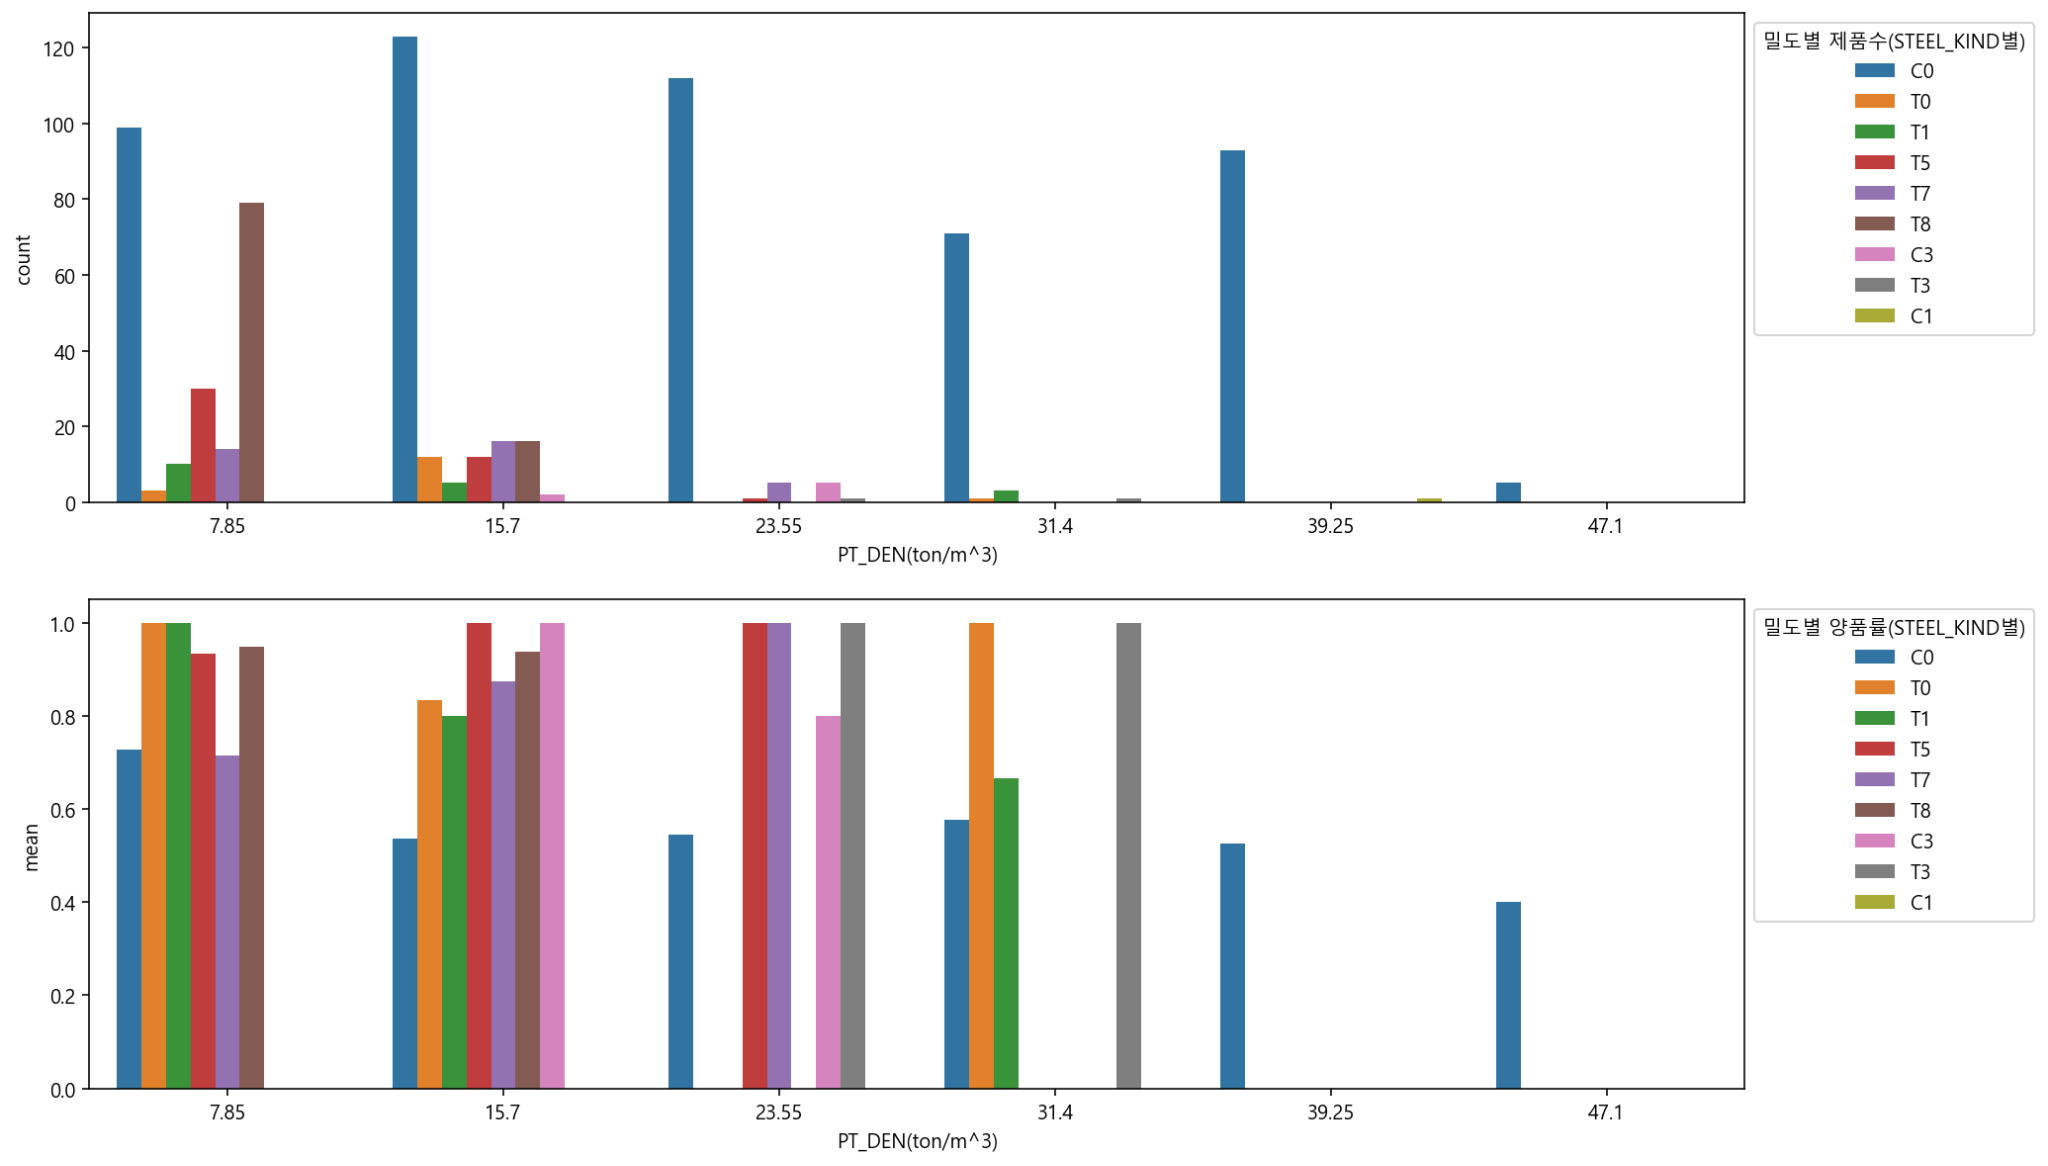 120
100
80
60
40
20
0
count
7.85 15.7 23.55 31.4 39.25 47.1
PT_DEN(ton/m^3)
밀도별 제품수(STEEL_KIND별)
C0
T0
T1
T5
T7
T8
C3
T3
C1
1.0
0.8
0.6
0.4
0.2
0.0
mean
7.85 15.7 23.55 31.4 39.25 47.1
PT_DEN(ton/m^3)
밀도별 양품률(STEEL_KIND별)
C0
T0
T1
T5
T7
T8
C3
T3
C1